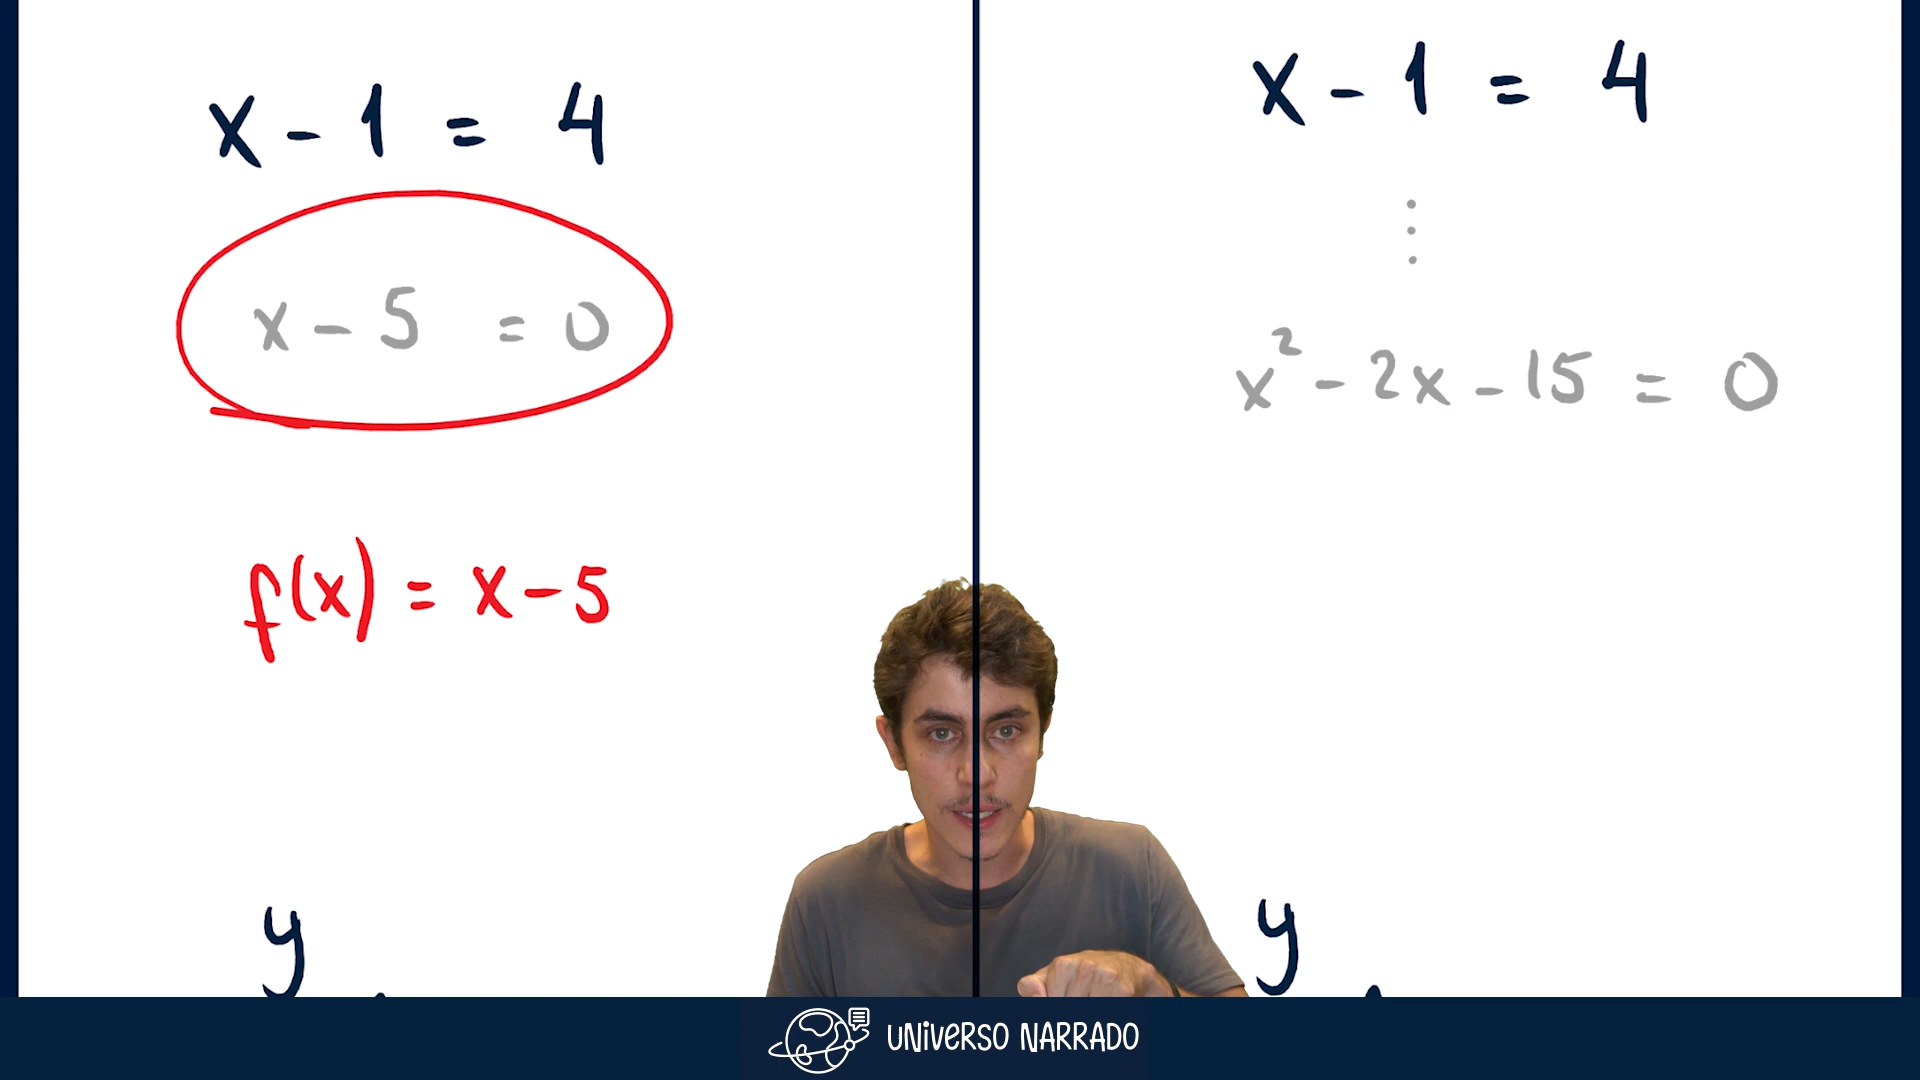 x - 1 = 4
x - 5 = 0
f(x) = x - 5
y
x - 1 = 4
⋮
x² - 2x - 15 = 0
y
UNIVERSO NARRADO